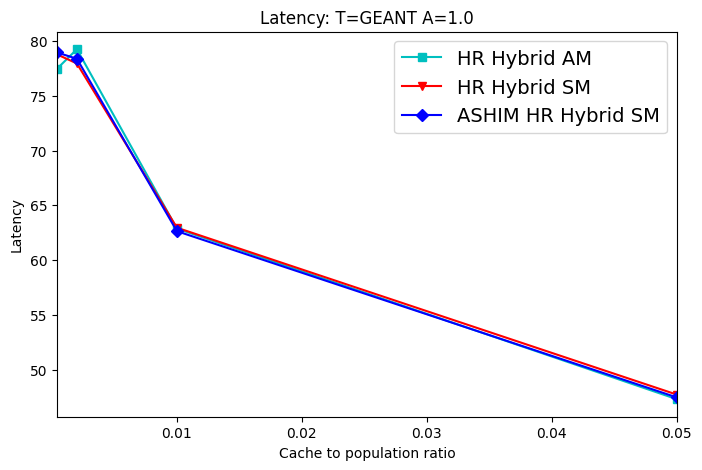 Latency: T=GEANT A=1.0
80
75
70
65
60
55
50
Latency
HR Hybrid AM
HR Hybrid SM
ASHIM HR Hybrid SM
0.01 0.02 0.03 0.04 0.05
Cache to population ratio